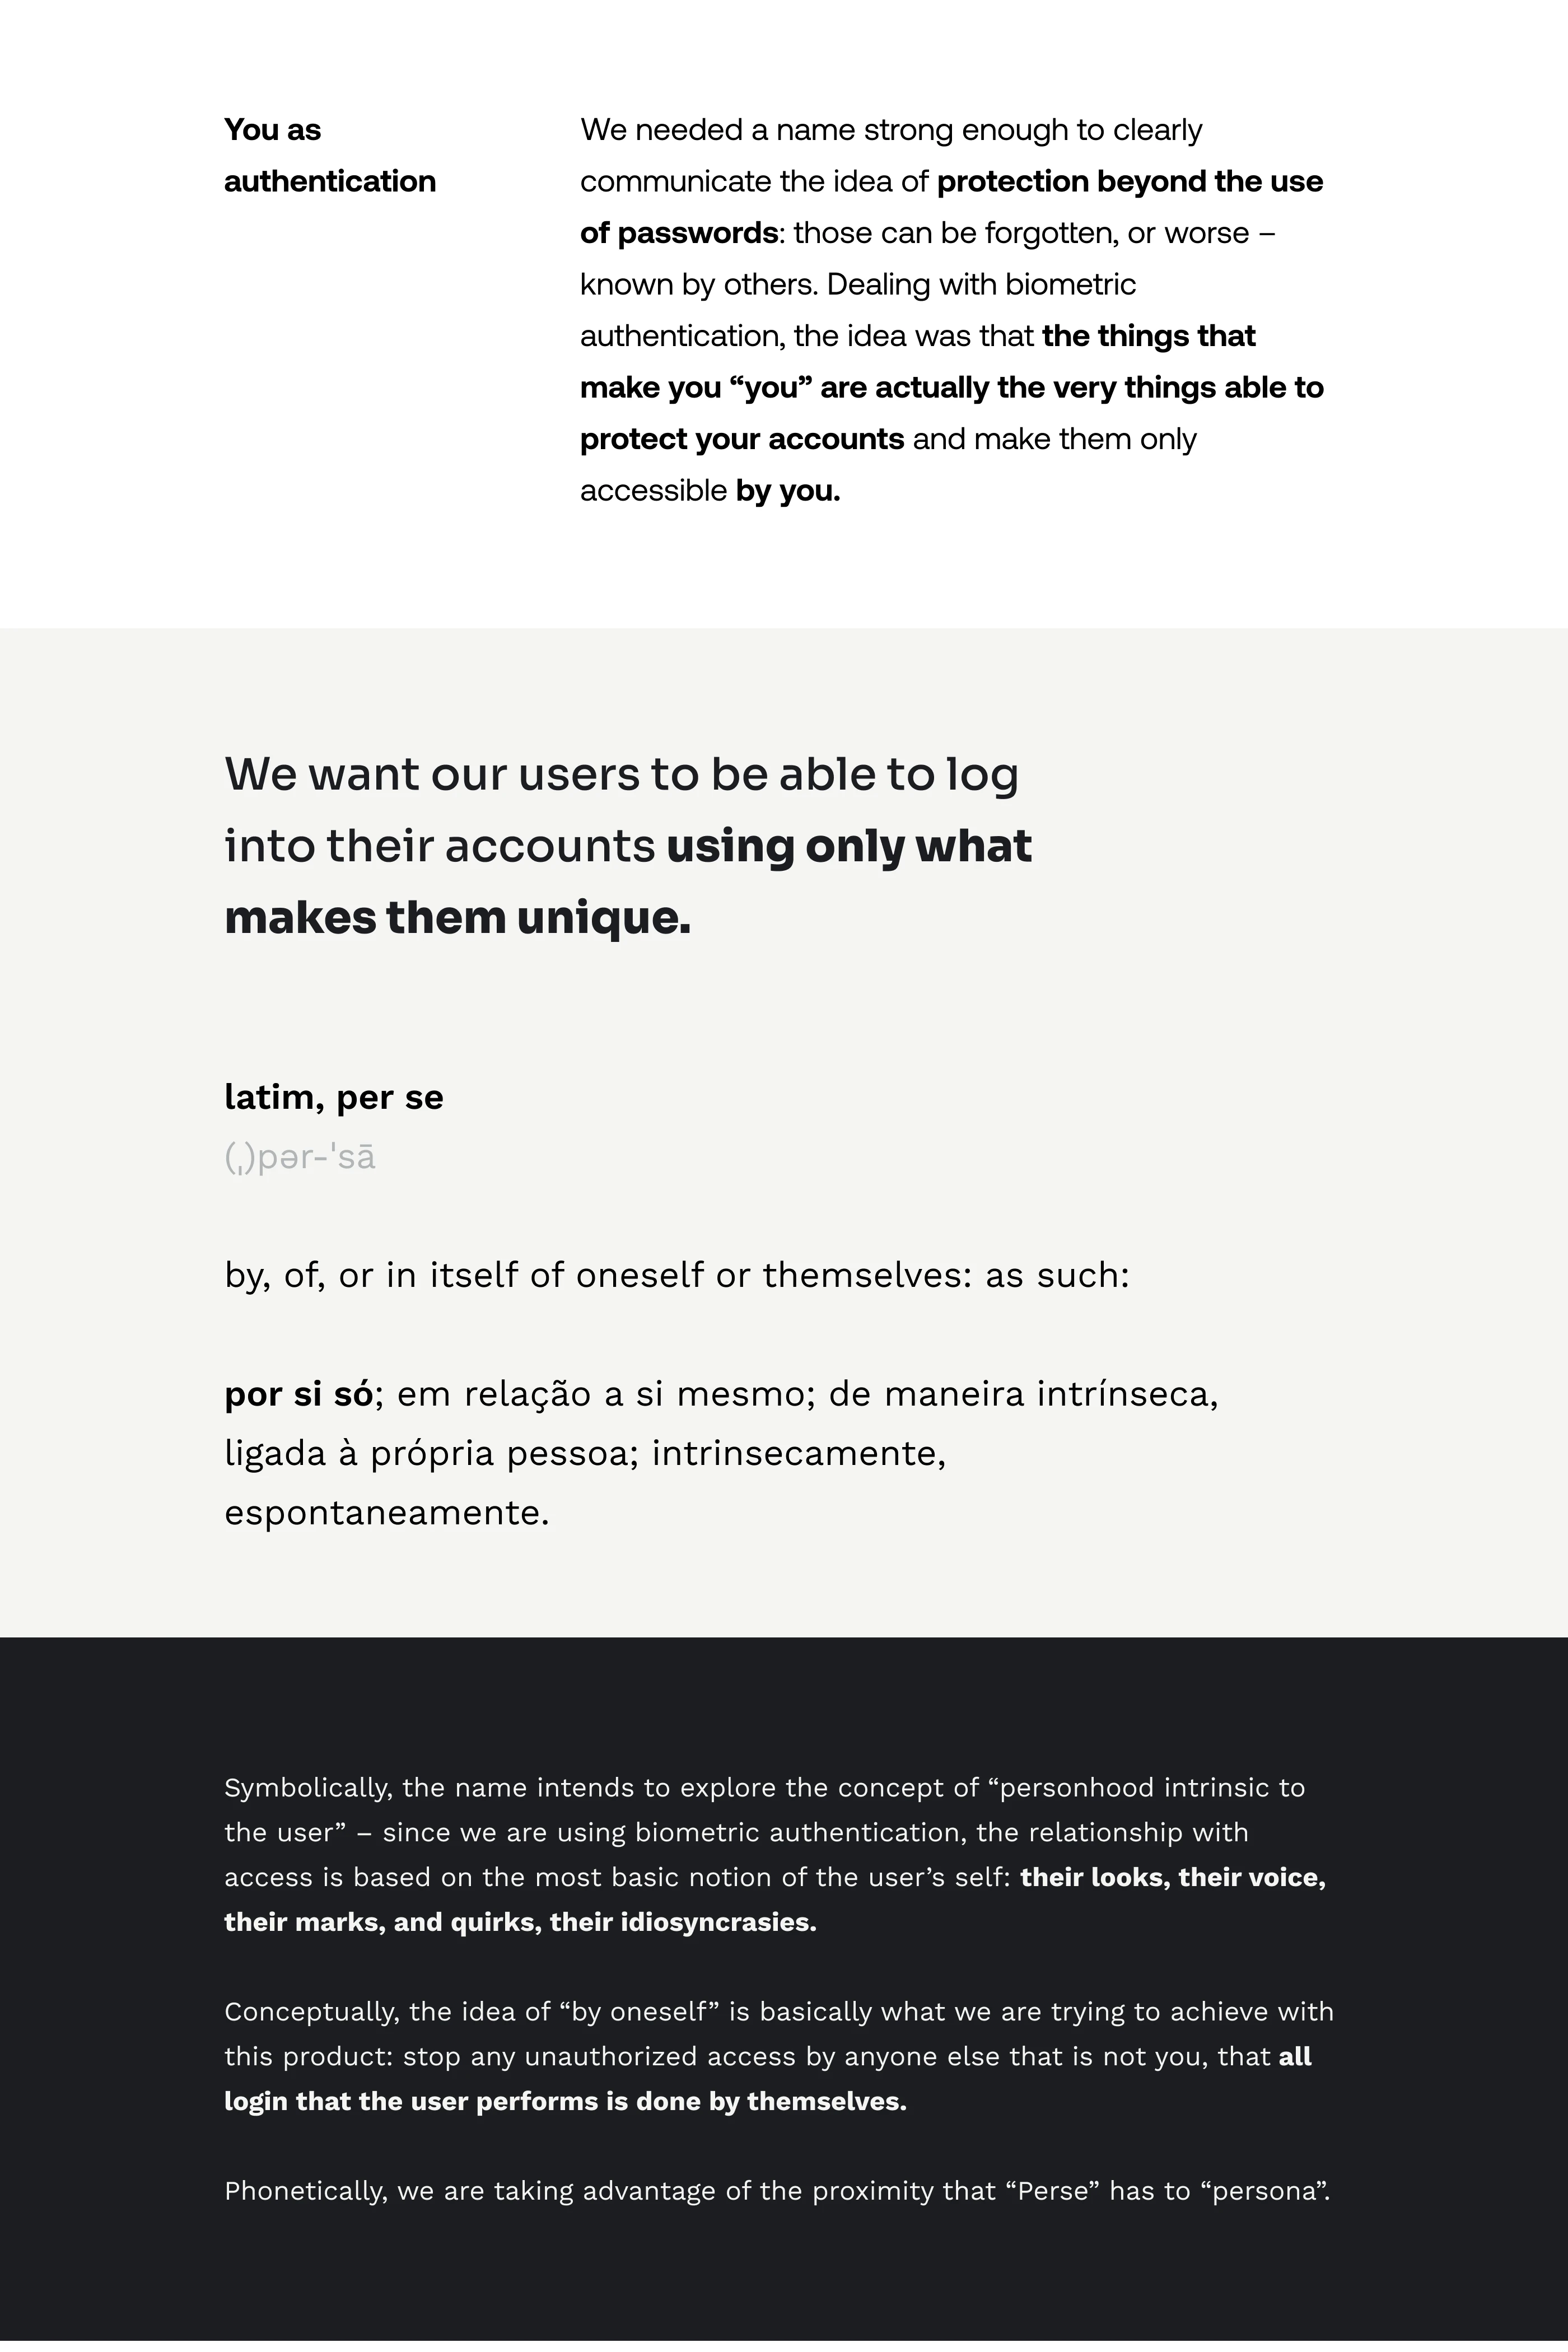 You as
authentication
We needed a name strong enough to clearly
communicate the idea of protection beyond the use
of passwords: those can be forgotten, or worse –
known by others. Dealing with biometric
authentication, the idea was that the things that
make you “you” are actually the very things able to
protect your accounts and make them only
accessible by you.
We want our users to be able to log
into their accounts using only what
makes them unique.
latim, per se
(ˌ)pər-ˈsā
by, of, or in itself of oneself or themselves: as such:
por si só; em relação a si mesmo; de maneira intrínseca,
ligada à própria pessoa; intrinsecamente,
espontaneamente.
Symbolically, the name intends to explore the concept of “personhood intrinsic to
the user” – since we are using biometric authentication, the relationship with
access is based on the most basic notion of the user’s self: their looks, their voice,
their marks, and quirks, their idiosyncrasies.
Conceptually, the idea of “by oneself” is basically what we are trying to achieve with
this product: stop any unauthorized access by anyone else that is not you, that all
login that the user performs is done by themselves.
Phonetically, we are taking advantage of the proximity that “Perse” has to “persona”.